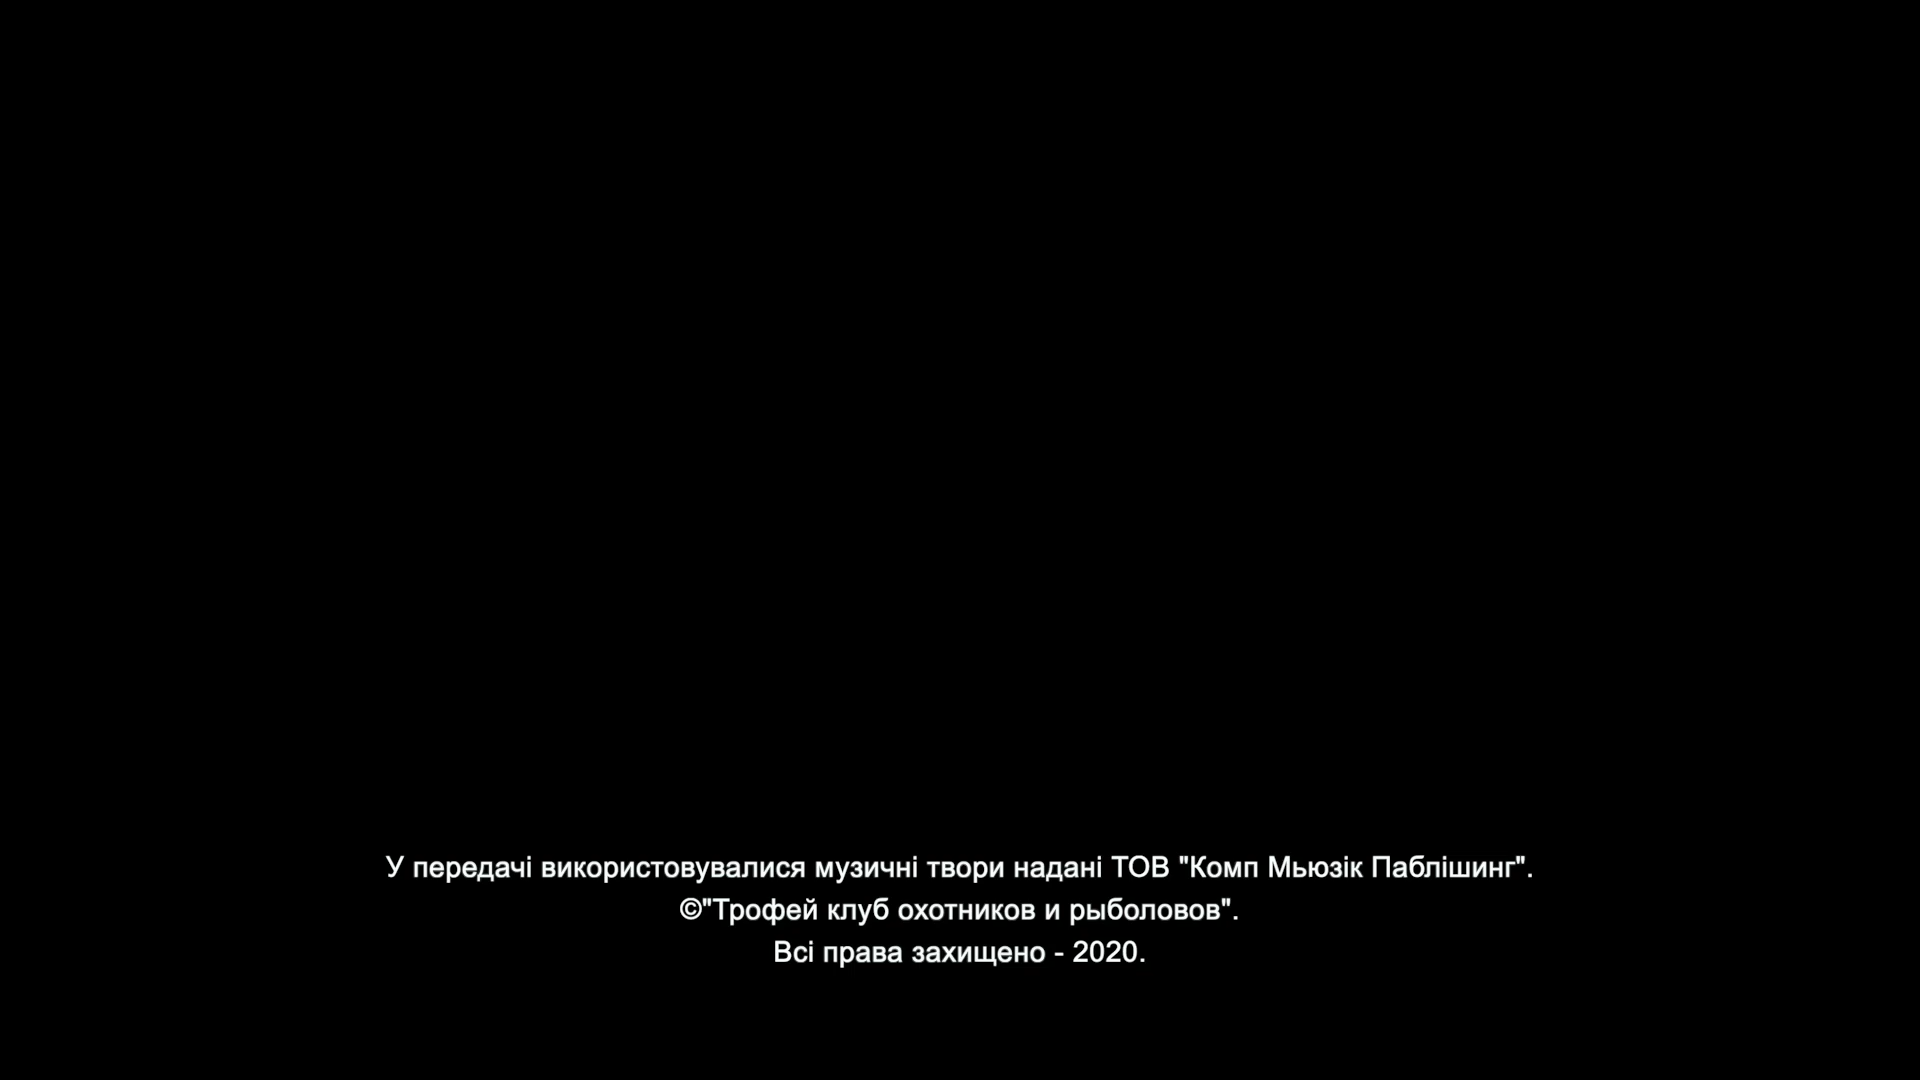 У передачі використовувалися музичні твори надані ТОВ "Комп Мьюзік Паблішинг".
©"Трофей клуб охотников и рыболовов".
Всі права захищено - 2020.